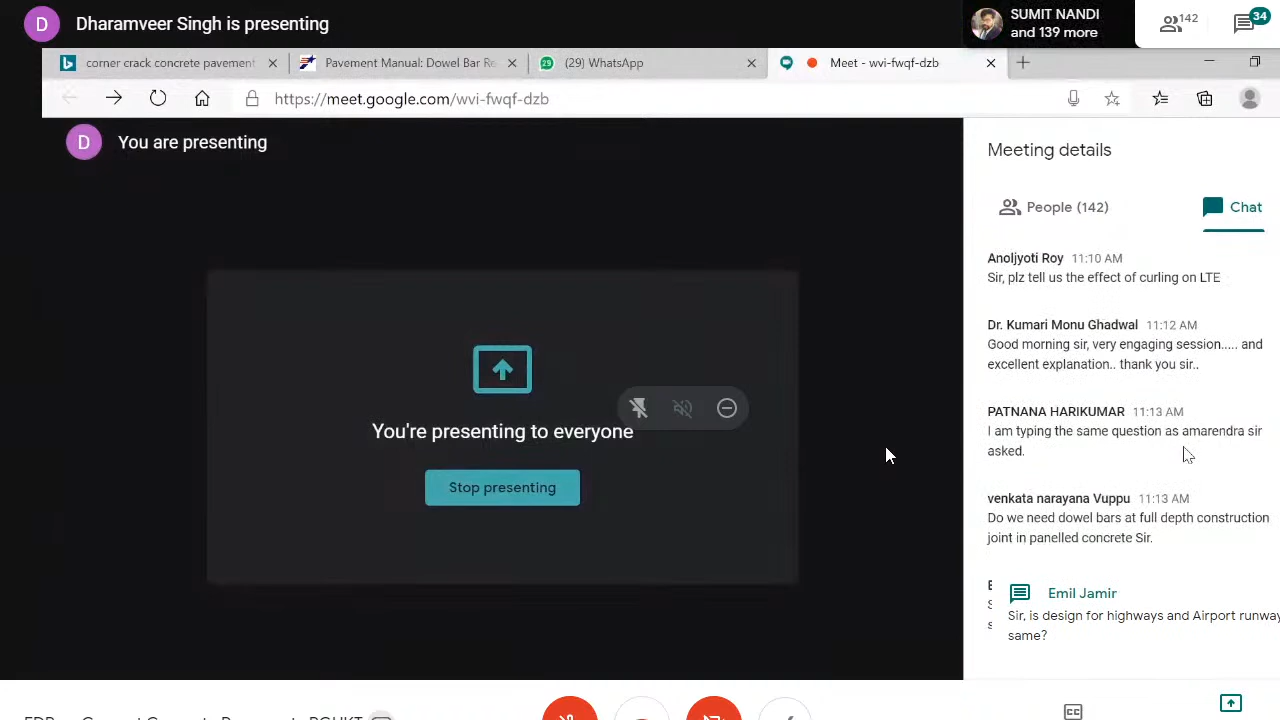 D Dharamveer Singh is presenting
SUMIT NANDI
and 139 more
142
34
corner crack concrete pavement
Pavement Manual: Dowel Bar Re
29 (29) WhatsApp
Meet - wvi-fwqf-dzb
https://meet.google.com/wvi-fwqf-dzb
D You are presenting
You're presenting to everyone
Stop presenting
Meeting details
People (142)
Chat
Anoljyoti Roy 11:10 AM
Sir, plz tell us the effect of curling on LTE
Dr. Kumari Monu Ghadwal 11:12 AM
Good morning sir, very engaging session..... and
excellent explanation.. thank you sir..
PATNANA HARIKUMAR 11:13 AM
I am typing the same question as amarendra sir
asked.
venkata narayana Vuppu 11:13 AM
Do we need dowel bars at full depth construction
joint in panelled concrete Sir.
Emil Jamir
Sir, is design for highways and Airport runway
same?
CC